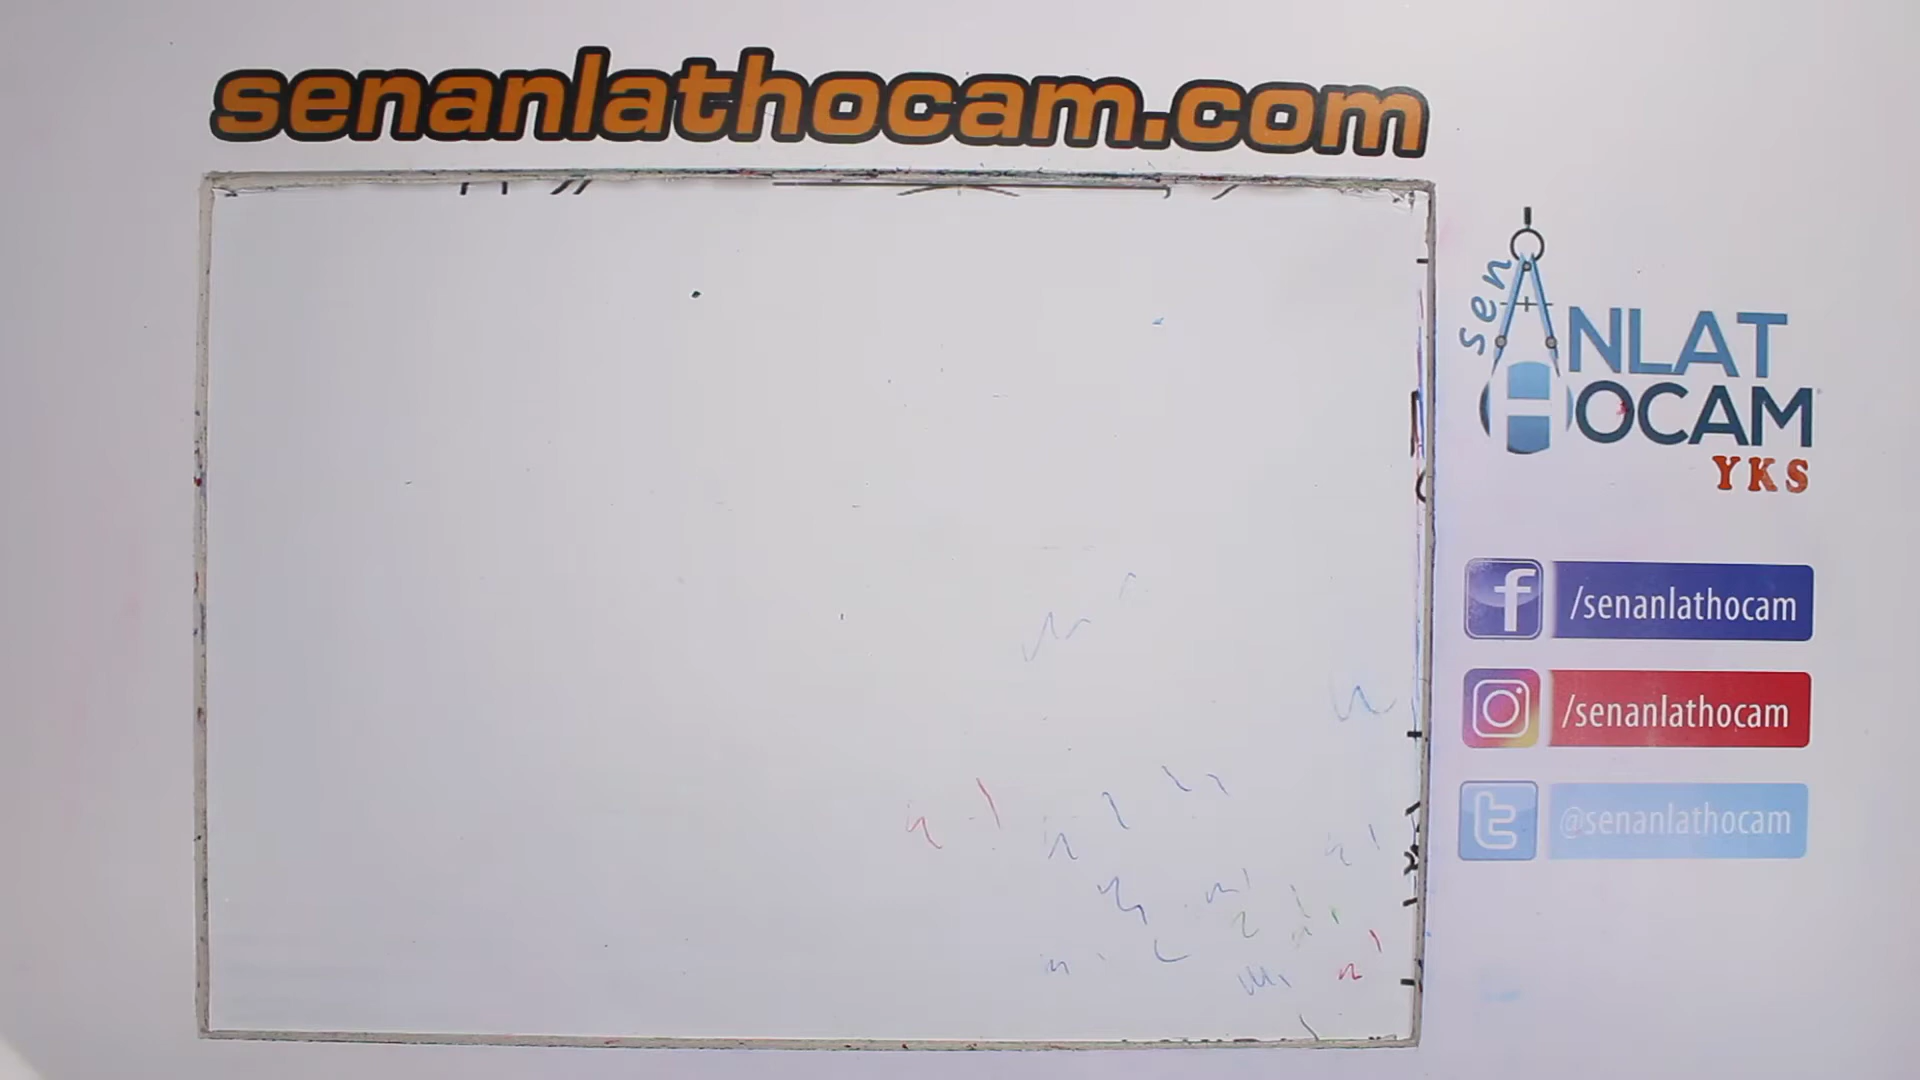 senanlathocam.com
sen
ANLAT
HOCAM
YKS
/senanlathocam
/senanlathocam
@senanlathocam